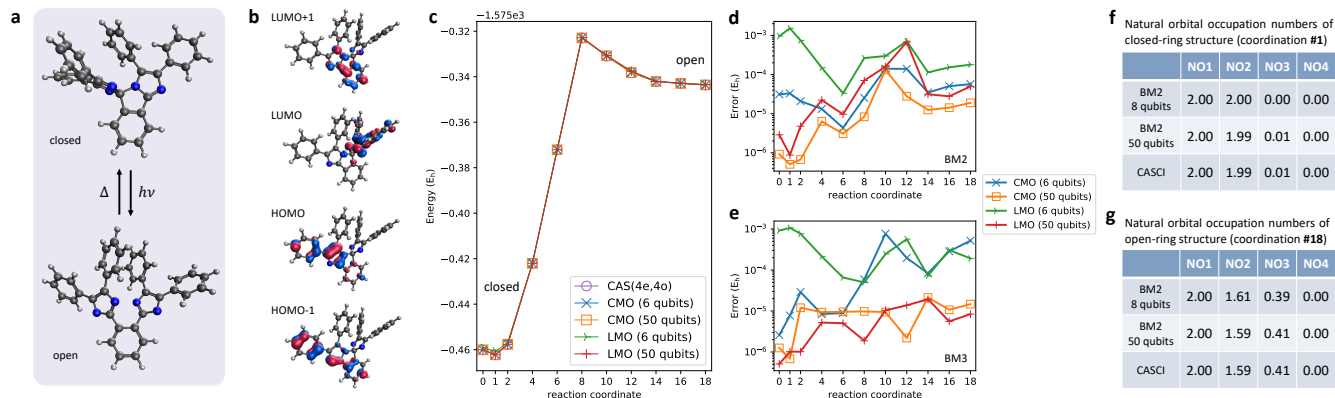 a
closed
Δ
hν
open
b
LUMO+1
LUMO
HOMO
HOMO-1
c
−1.575e3
−0.32
−0.34
−0.36
−0.38
−0.40
−0.42
−0.44
−0.46
Energy (Eh)
open
closed
CAS(4e,4o)
CMO (6 qubits)
CMO (50 qubits)
LMO (6 qubits)
LMO (50 qubits)
0 1 2 4 6 8 10 12 14 16 18
reaction coordinate
d
10⁻³
10⁻⁴
10⁻⁵
10⁻⁶
Error (Eh)
BM2
0 1 2 4 6 8 10 12 14 16 18
reaction coordinate
CMO (6 qubits)
CMO (50 qubits)
LMO (6 qubits)
LMO (50 qubits)
e
10⁻³
10⁻⁴
10⁻⁵
10⁻⁶
Error (Eh)
BM3
0 1 2 4 6 8 10 12 14 16 18
reaction coordinate
f
Natural orbital occupation numbers of
closed-ring structure (coordination #1)
NO1 NO2 NO3 NO4
BM2
8 qubits 2.00 2.00 0.00 0.00
BM2
50 qubits 2.00 1.99 0.01 0.00
CASCI 2.00 1.99 0.01 0.00
g
Natural orbital occupation numbers of
open-ring structure (coordination #18)
NO1 NO2 NO3 NO4
BM2
8 qubits 2.00 1.61 0.39 0.00
BM2
50 qubits 2.00 1.59 0.41 0.00
CASCI 2.00 1.59 0.41 0.00